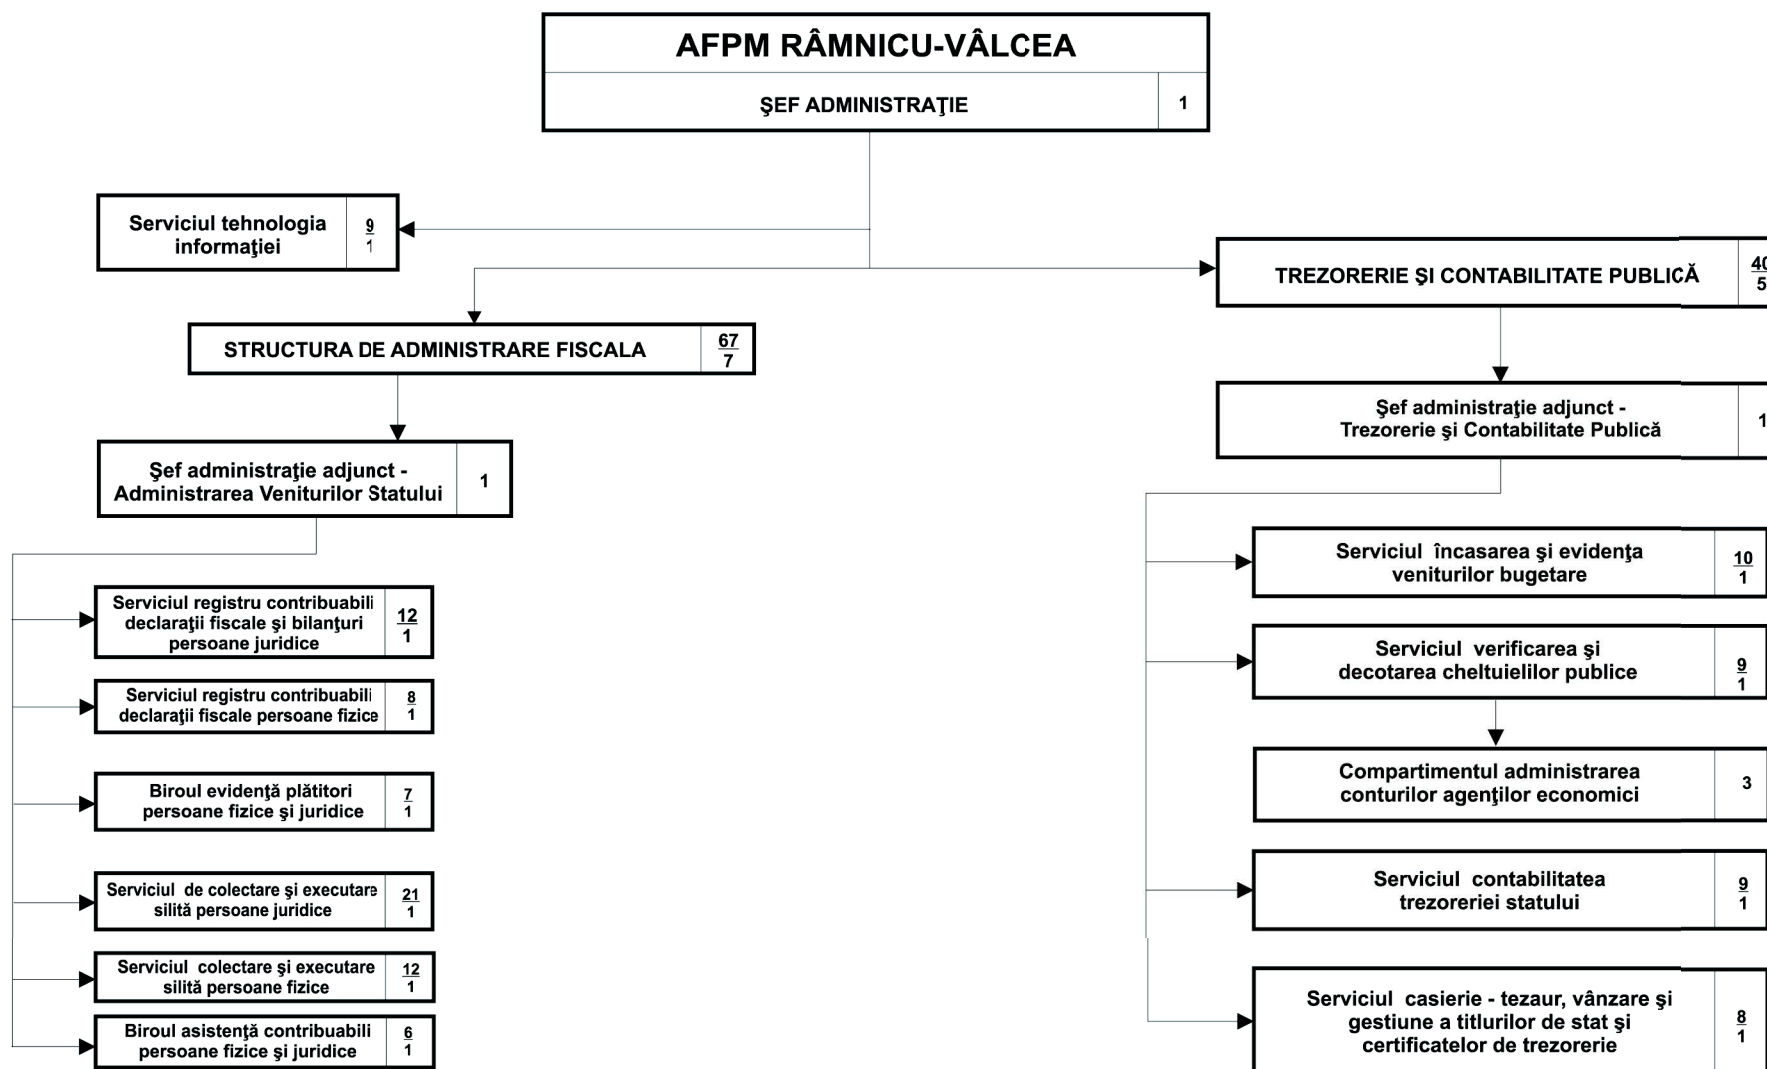 AFPM RÂMNICU-VÂLCEA
ŞEF ADMINISTRAŢIE
1
Serviciul tehnologia
informaţiei
9
1
STRUCTURA DE ADMINISTRARE FISCALA
67
7
Şef administraţie adjunct -
Administrarea Veniturilor Statului
1
Serviciul registru contribuabili
declaraţii fiscale şi bilanţuri
persoane juridice
12
1
Serviciul registru contribuabili
declaraţii fiscale persoane fizice
8
1
Biroul evidenţă plătitori
persoane fizice şi juridice
7
1
Serviciul de colectare şi executare
silită persoane juridice
21
1
Serviciul colectare şi executare
silită persoane fizice
12
1
Biroul asistenţă contribuabili
persoane fizice şi juridice
6
1
TREZORERIE ŞI CONTABILITATE PUBLICĂ
40
5
Şef administraţie adjunct -
Trezorerie şi Contabilitate Publică
1
Serviciul încasarea şi evidenţa
veniturilor bugetare
10
1
Serviciul verificarea şi
decotarea cheltuielilor publice
9
1
Compartimentul administrarea
conturilor agenţilor economici
3
Serviciul contabilitatea
trezoreriei statului
9
1
Serviciul casierie - tezaur, vânzare şi
gestiune a titlurilor de stat şi
certificatelor de trezorerie
8
1